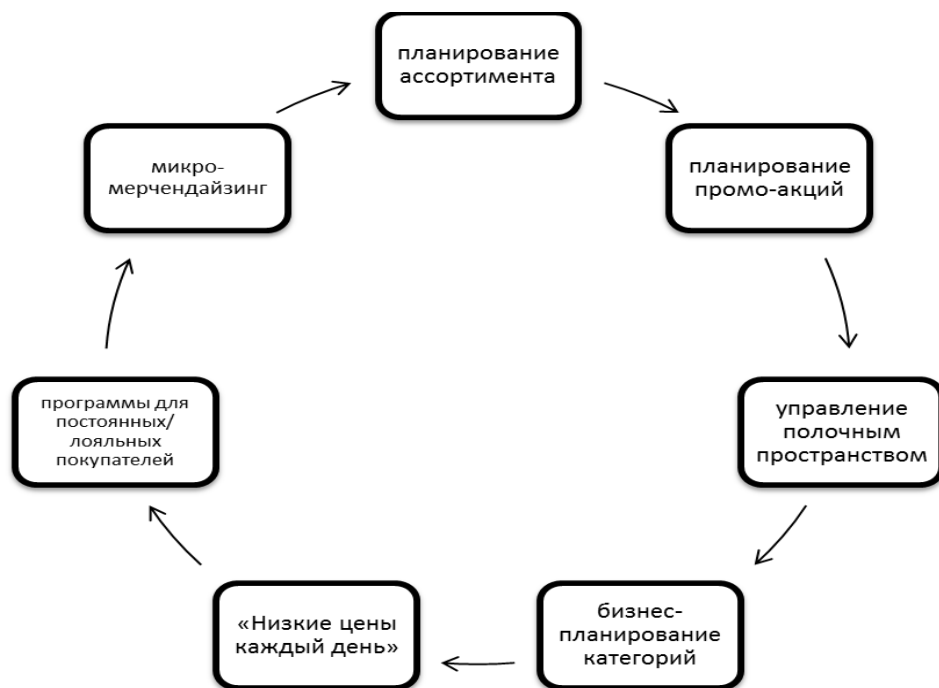 планирование
ассортимента
планирование
промо-акций
управление
полочным
пространством
бизнес-
планирование
категорий
«Низкие цены
каждый день»
программы для
постоянных/
лояльных
покупателей
микро-
мерчендайзинг